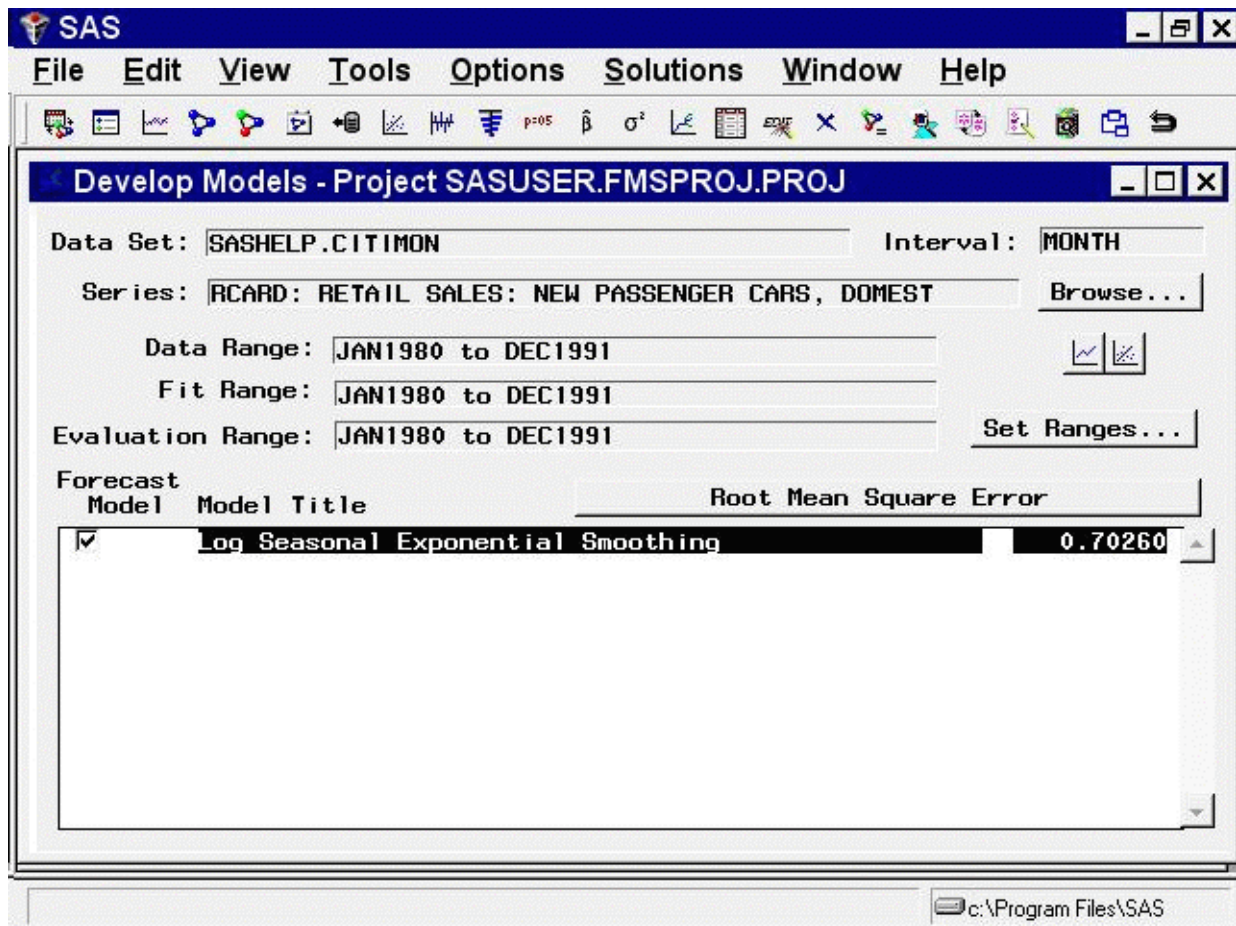 SAS
File Edit View Tools Options Solutions Window Help
p=05 β̂ σ² EDIT
Develop Models - Project SASUSER.FMSPROJ.PROJ
Data Set: SASHELP.CITIMON Interval: MONTH
Series: RCARD: RETAIL SALES: NEW PASSENGER CARS, DOMEST Browse...
Data Range: JAN1980 to DEC1991
Fit Range: JAN1980 to DEC1991
Evaluation Range: JAN1980 to DEC1991 Set Ranges...
Forecast
Model Model Title Root Mean Square Error
Log Seasonal Exponential Smoothing 0.70260
c:\Program Files\SAS